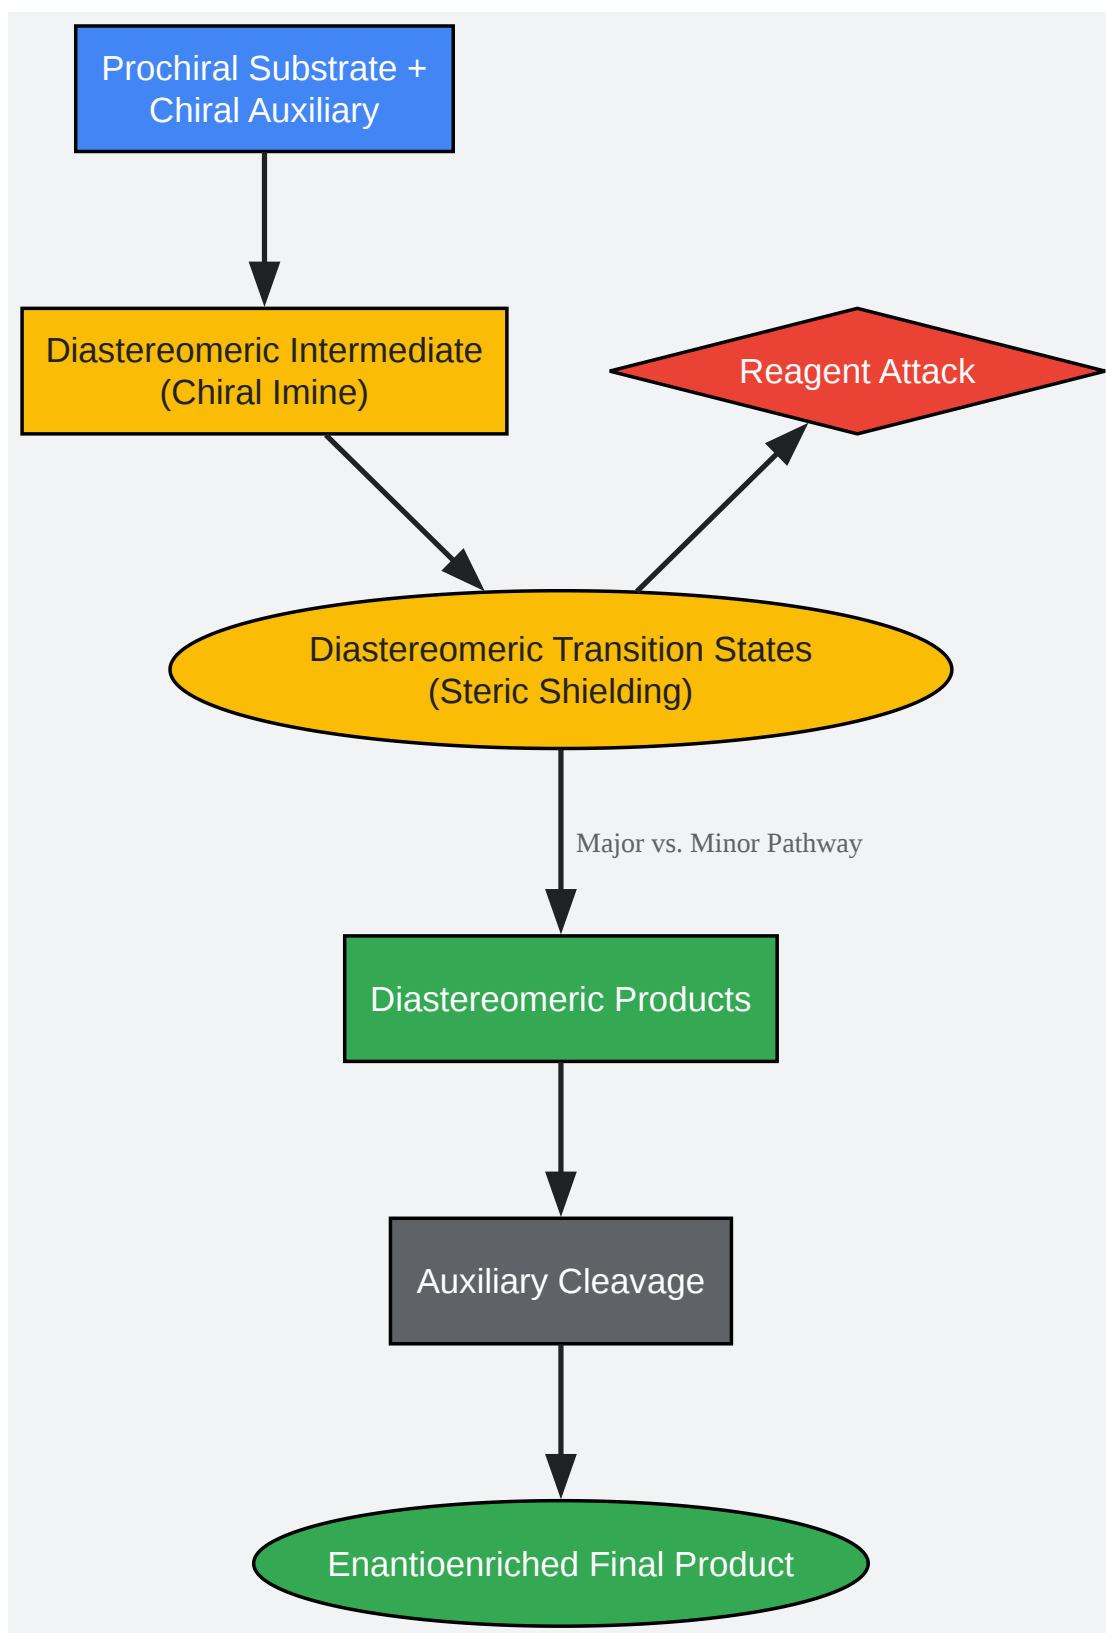 Prochiral Substrate +
Chiral Auxiliary
Diastereomeric Intermediate
(Chiral Imine)
Reagent Attack
Diastereomeric Transition States
(Steric Shielding)
Major vs. Minor Pathway
Diastereomeric Products
Auxiliary Cleavage
Enantioenriched Final Product